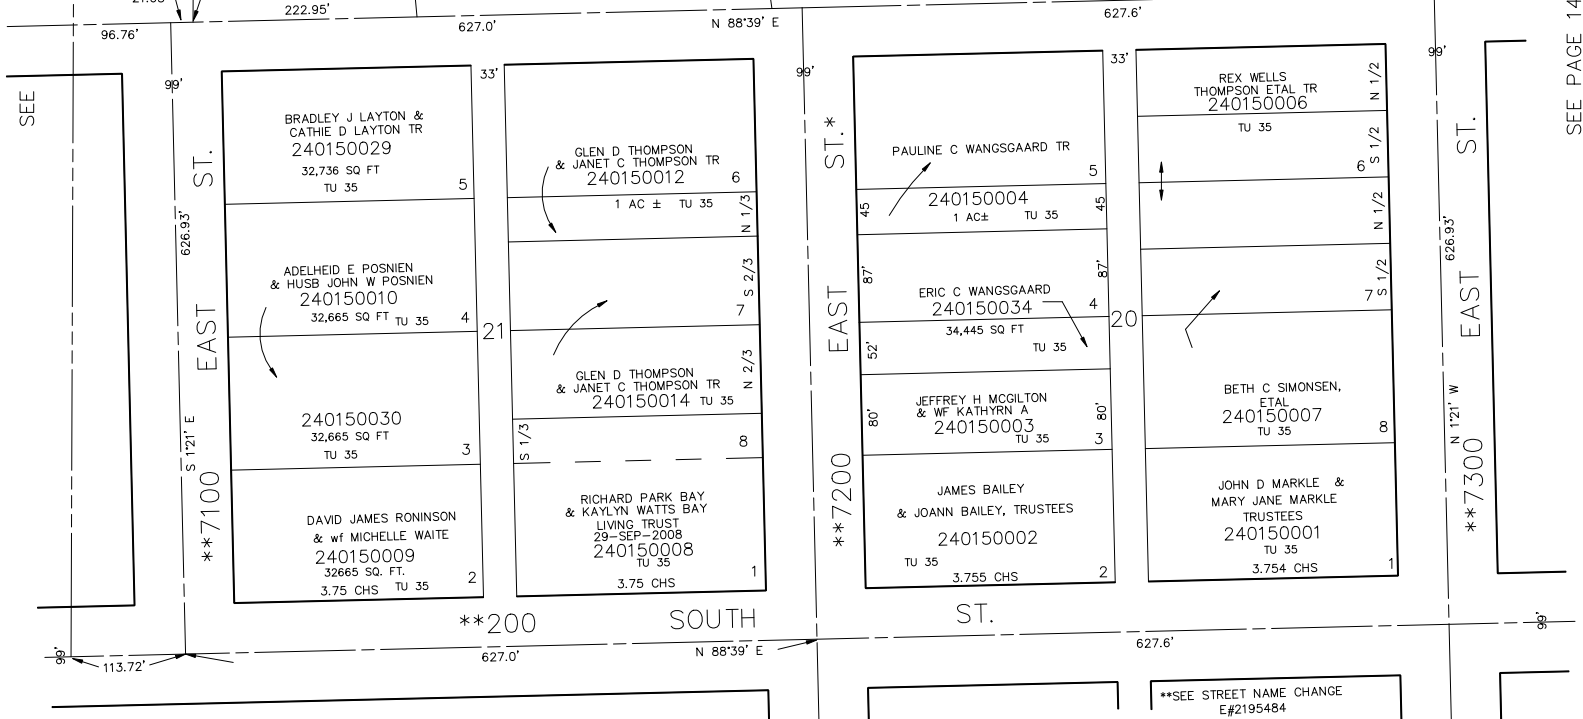 222.95'
96.76'
627.0'
N 88°39' E
627.6'
SEE
SEE PAGE 14
99'
33'
99'
33'
99'
BRADLEY J LAYTON &
CATHIE D LAYTON TR
240150029
32,736 SQ FT
TU 35
5
ADELHEID E POSNIEN
& HUSB JOHN W POSNIEN
240150010
32,665 SQ FT TU 35
4
240150030
32,665 SQ FT
TU 35
3
DAVID JAMES RONINSON
& wf MICHELLE WAITE
240150009
32665 SQ. FT.
3.75 CHS TU 35
2
21
GLEN D THOMPSON
& JANET C THOMPSON TR
240150012
6
1 AC ± TU 35
N 1/3
S 2/3
7
GLEN D THOMPSON
& JANET C THOMPSON TR
240150014 TU 35
N 2/3
S 1/3
8
RICHARD PARK BAY
& KAYLYN WATTS BAY
LIVING TRUST
29-SEP-2008
240150008
TU 35
3.75 CHS
1
PAULINE C WANGSGAARD TR
5
240150004
1 AC± TU 35
45
45
87'
87'
ERIC C WANGSGAARD
240150034
4
34,445 SQ FT
TU 35
52'
JEFFREY H MCGILTON
& WF KATHYRN A
240150003
TU 35
3
80'
80'
JAMES BAILEY
& JOANN BAILEY, TRUSTEES
240150002
TU 35
3.755 CHS
2
20
REX WELLS
THOMPSON ETAL TR
240150006
TU 35
N 1/2
S 1/2
6
N 1/2
S 1/2
7
BETH C SIMONSEN,
ETAL
240150007
TU 35
8
JOHN D MARKLE &
MARY JANE MARKLE
TRUSTEES
240150001
TU 35
3.754 CHS
1
**7100 EAST ST.
626.93'
S 1°21' E
**7200 EAST ST.*
**7300 EAST ST.
626.93'
N 1°21' W
**200 SOUTH ST.
99'
113.72'
627.0'
N 88°39' E
627.6'
99'
**SEE STREET NAME CHANGE
E#2195484